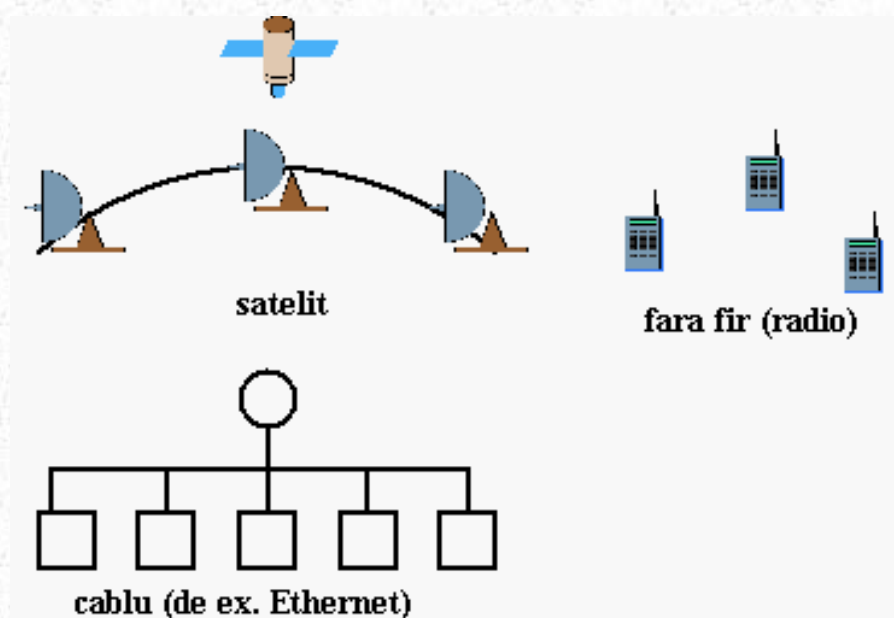 satelit
fara fir (radio)
cablu (de ex. Ethernet)